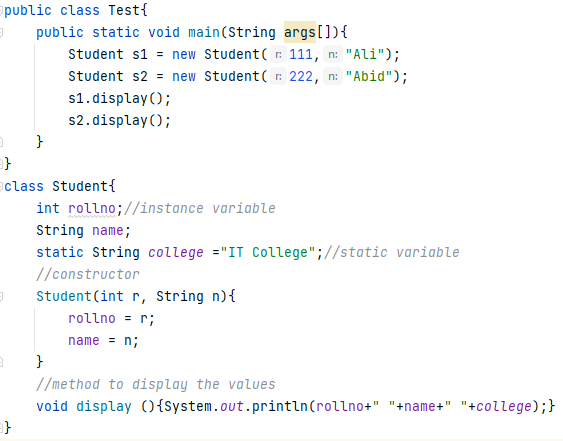 public class Test{
    public static void main(String args[]){
        Student s1 = new Student( r: 111, n: "Ali");
        Student s2 = new Student( r: 222, n: "Abid");
        s1.display();
        s2.display();
    }
}
class Student{
    int rollno;//instance variable
    String name;
    static String college ="IT College";//static variable
    //constructor
    Student(int r, String n){
        rollno = r;
        name = n;
    }
    //method to display the values
    void display (){System.out.println(rollno+" "+name+" "+college);}
}